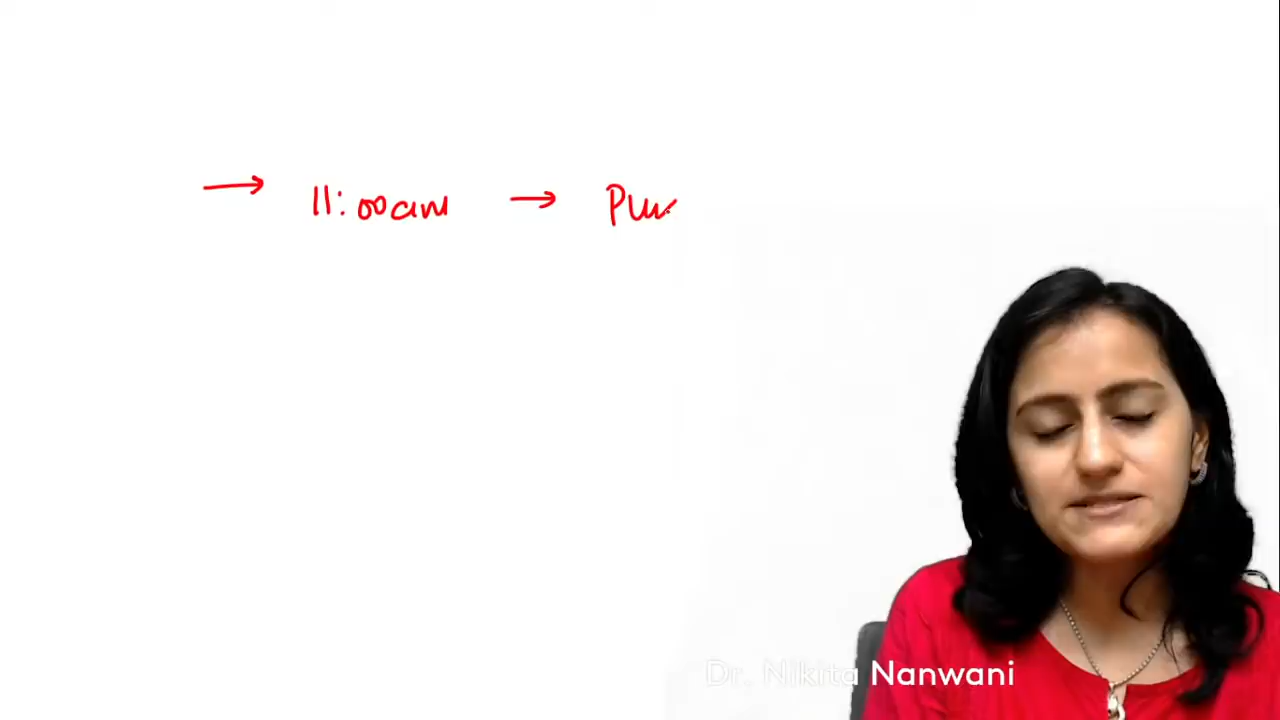 → 11:00am →
Dr. Nikita Nanwani